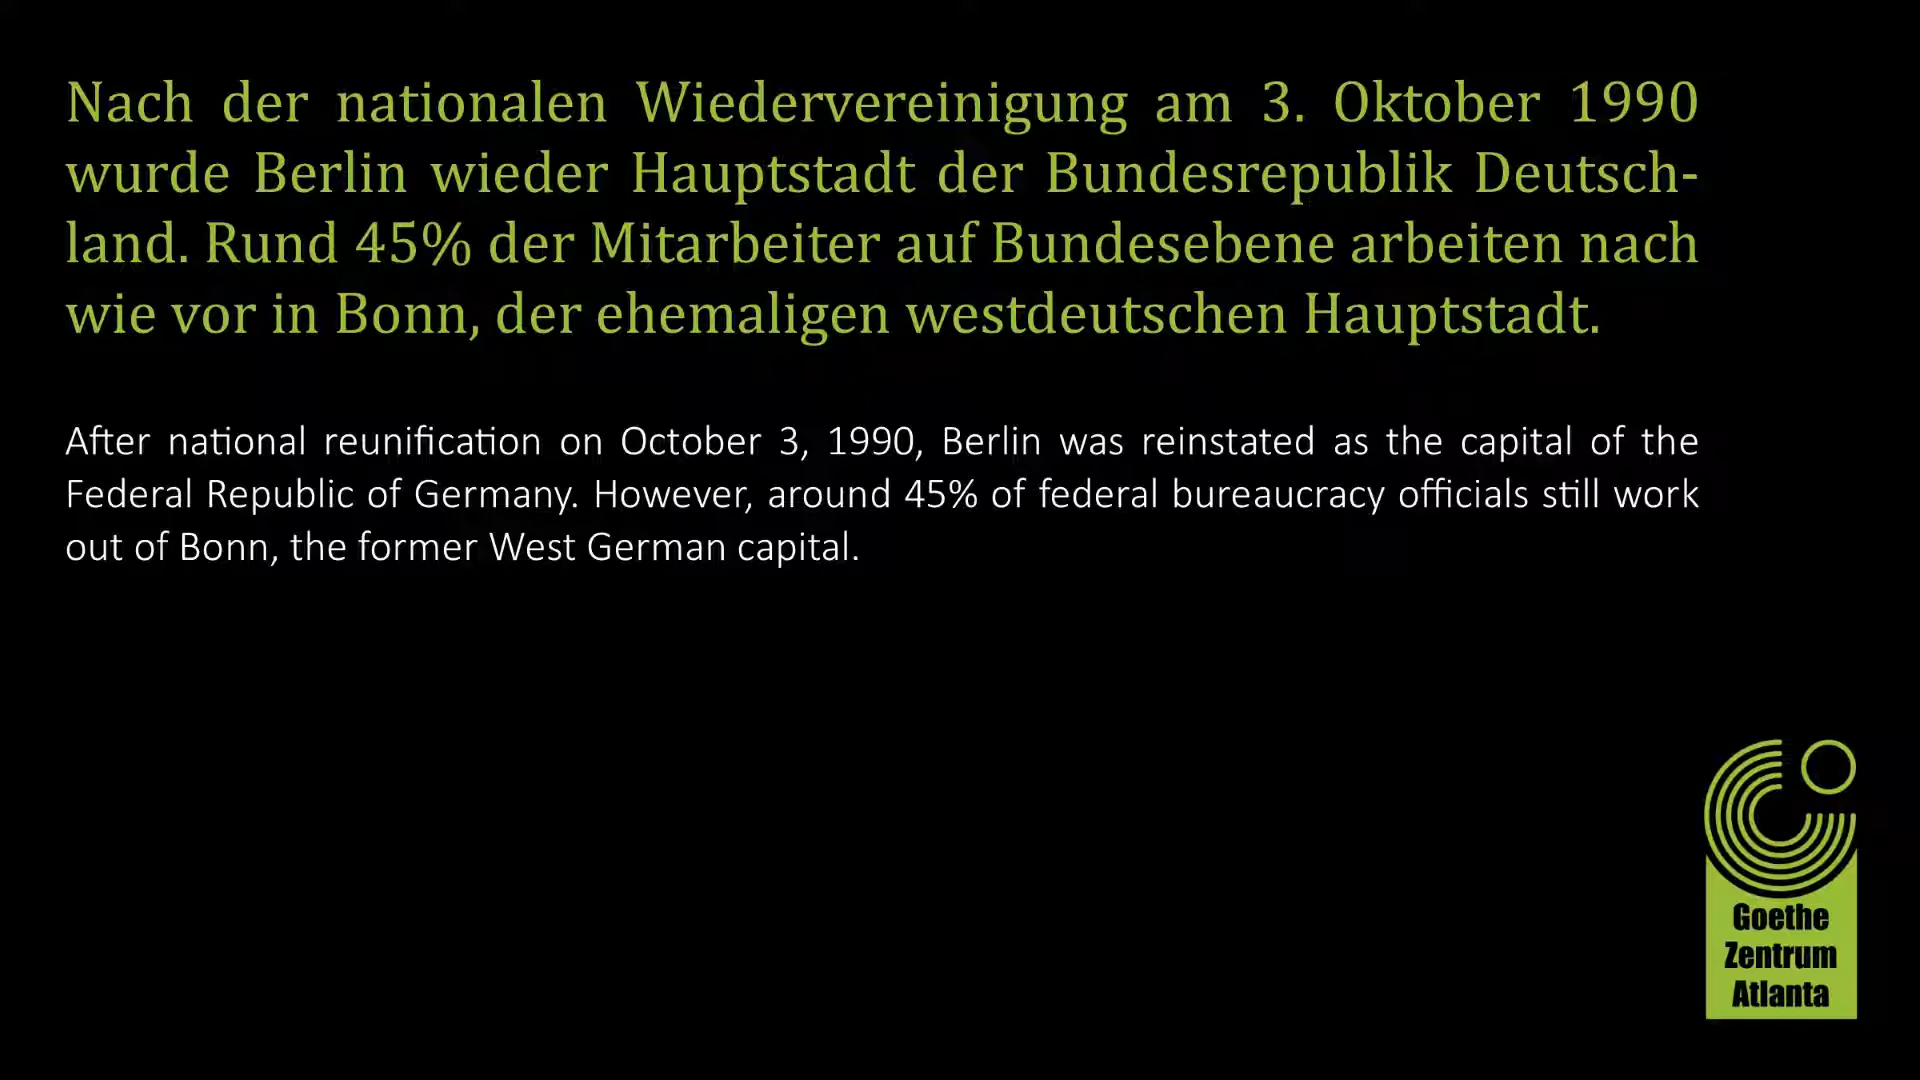 Nach der nationalen Wiedervereinigung am 3. Oktober 1990
wurde Berlin wieder Hauptstadt der Bundesrepublik Deutsch-
land. Rund 45% der Mitarbeiter auf Bundesebene arbeiten nach
wie vor in Bonn, der ehemaligen westdeutschen Hauptstadt.
After national reunification on October 3, 1990, Berlin was reinstated as the capital of the
Federal Republic of Germany. However, around 45% of federal bureaucracy officials still work
out of Bonn, the former West German capital.
Goethe
Zentrum
Atlanta